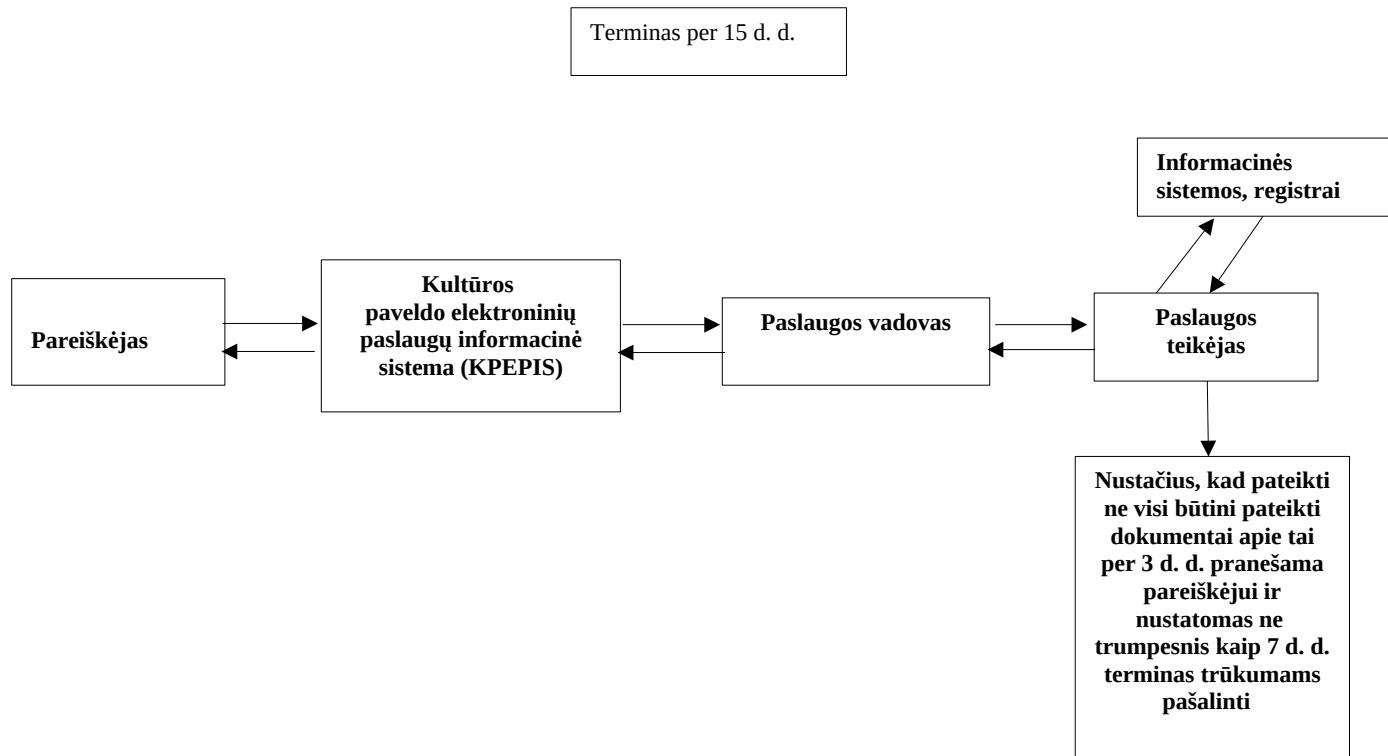 Terminas per 15 d. d.
Informacinės
sistemos, registrai
Pareiškėjas
Kultūros
paveldo elektroninių
paslaugų informacinė
sistema (KPEPIS)
Paslaugos vadovas
Paslaugos
teikėjas
Nustačius, kad pateikti
ne visi būtini pateikti
dokumentai apie tai
per 3 d. d. pranešama
pareiškėjui ir
nustatomas ne
trumpesnis kaip 7 d. d.
terminas trūkumams
pašalinti